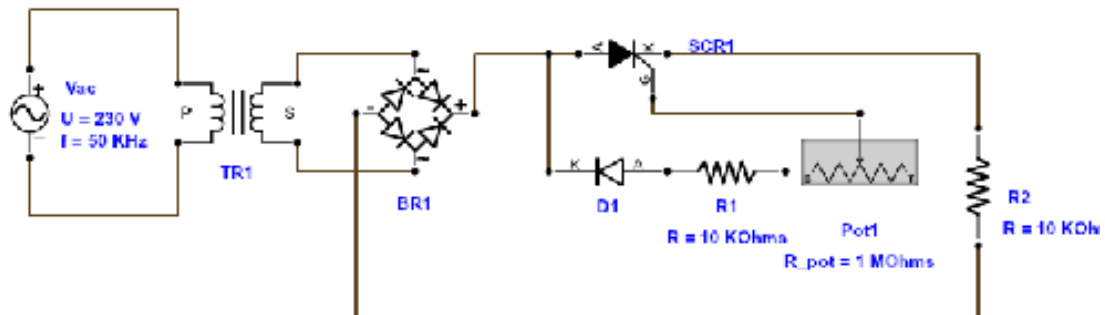 SCR1
A
K
G
Vac
U = 230 V
f = 50 KHz
P
S
+
-
+
TR1
BR1
K
A
D1
R1
R = 10 KOhms
Pot1
R_pot = 1 MOhms
R2
R = 10 KOh